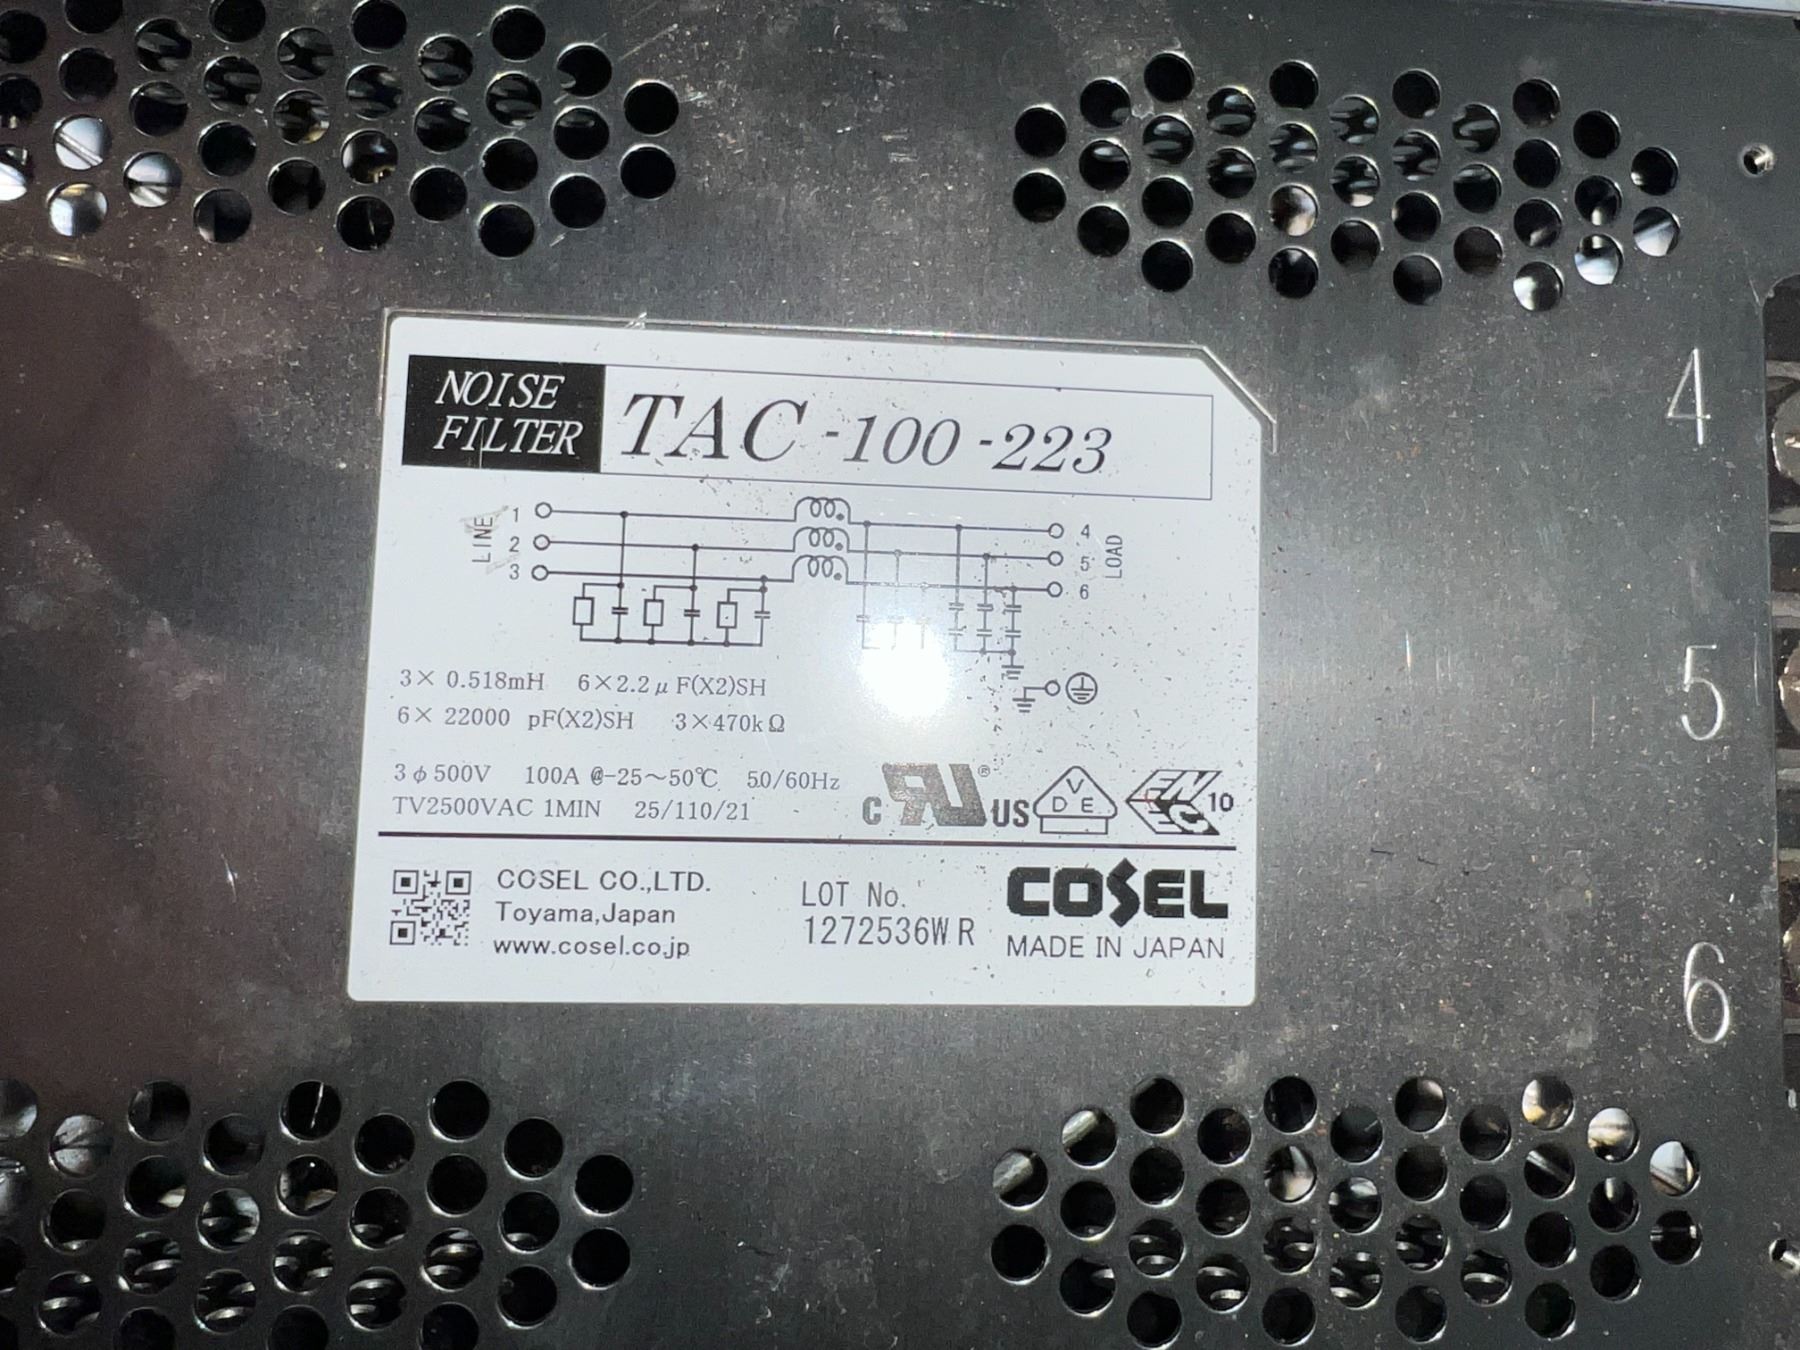 NOISE
FILTER
TAC -100 -223
LINE
1
2
3
4
5
6
LOAD
3× 0.518mH 6×2.2μF(X2)SH
6× 22000 pF(X2)SH 3×470kΩ
3φ500V 100A @-25~50℃ 50/60Hz
TV2500VAC 1MIN 25/110/21
C RU® US
VDE
ENEC 10
COSEL CO.,LTD.
Toyama,Japan
www.cosel.co.jp
LOT No.
1272536W R
COSEL
MADE IN JAPAN
4
5
6